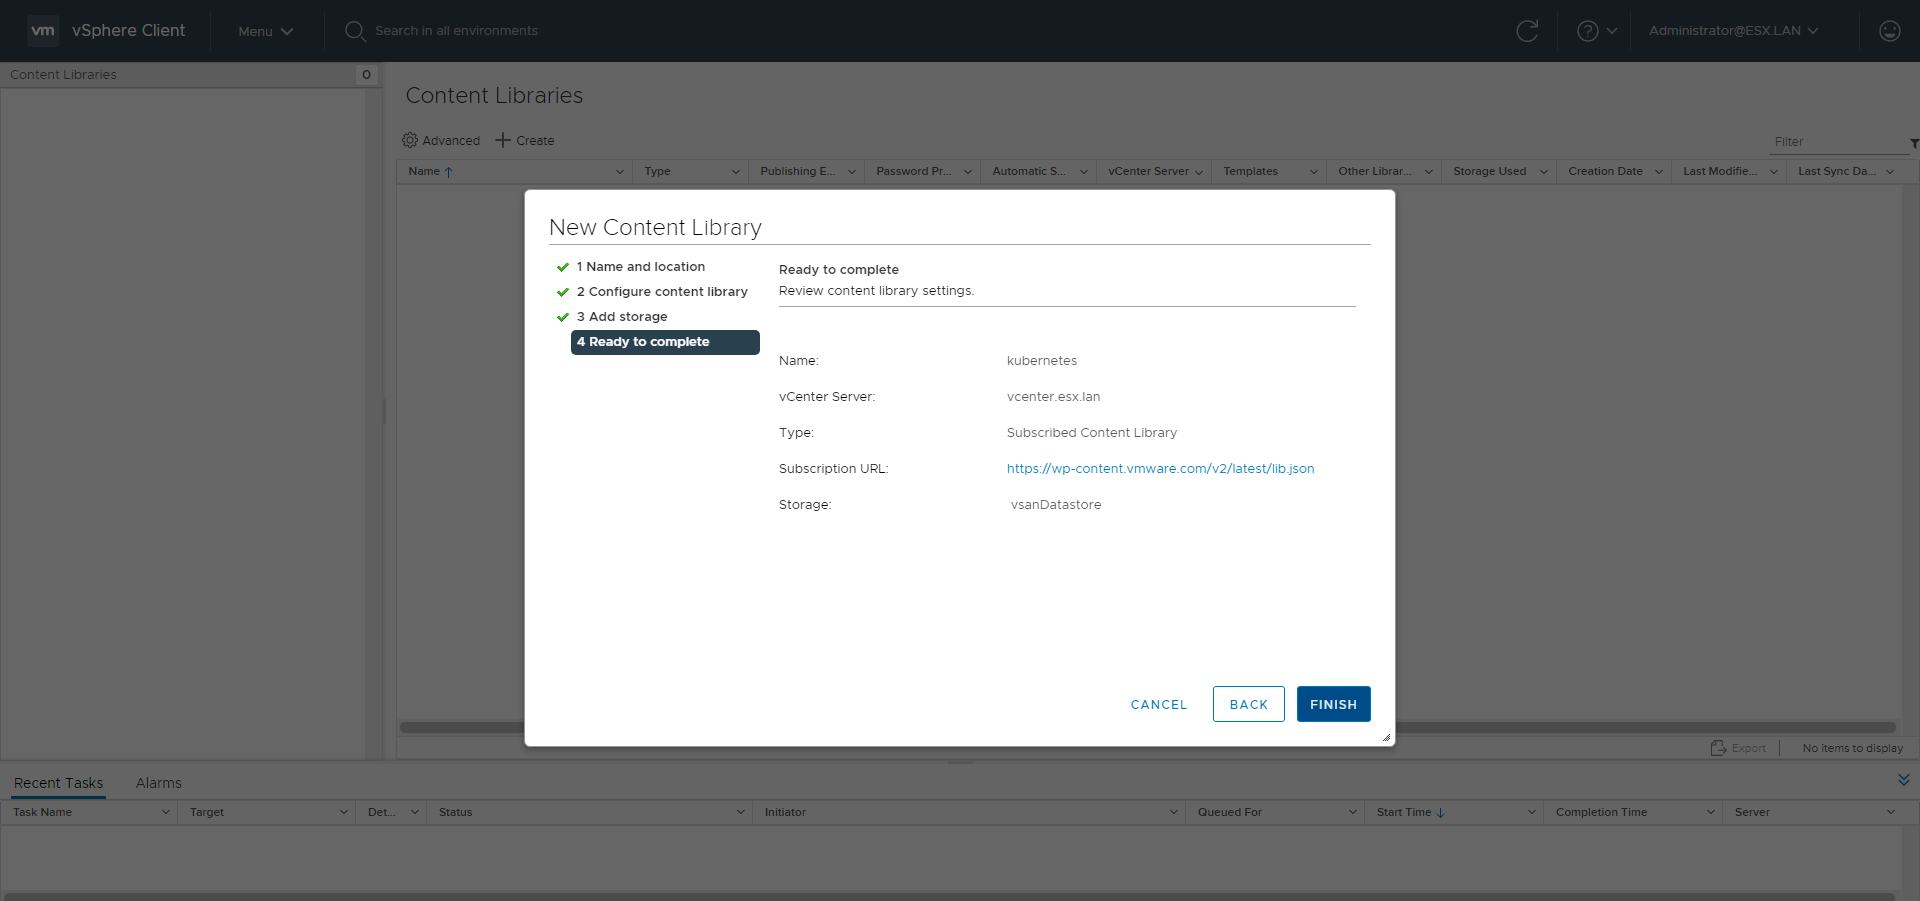 vm vSphere Client Menu Search in all environments Administrator@ESX.LAN
Content Libraries 0
Content Libraries
Advanced Create Filter
Name Type Publishing E... Password Pr... Automatic S... vCenter Server Templates Other Librar... Storage Used Creation Date Last Modifie... Last Sync Da...
New Content Library
1 Name and location
2 Configure content library
3 Add storage
4 Ready to complete
Ready to complete
Review content library settings.
Name: kubernetes
vCenter Server: vcenter.esx.lan
Type: Subscribed Content Library
Subscription URL: https://wp-content.vmware.com/v2/latest/lib.json
Storage: vsanDatastore
CANCEL BACK FINISH
Export No items to display
Recent Tasks Alarms
Task Name Target Det... Status Initiator Queued For Start Time Completion Time Server